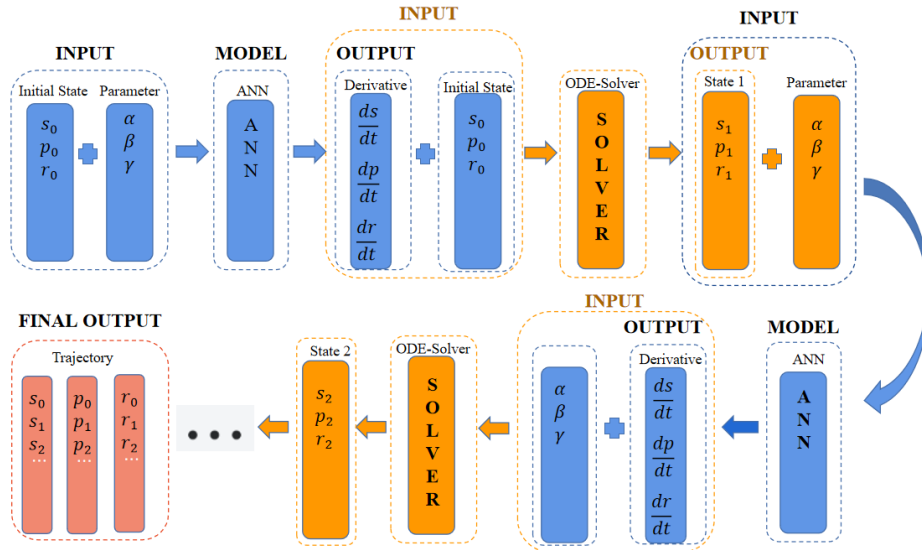 INPUT
INPUT
INPUT
MODEL
OUTPUT
OUTPUT
Initial State
Parameter
ANN
Derivative
Initial State
ODE-Solver
State 1
Parameter
s₀
p₀
r₀
α
β
γ
A
N
N
ds/dt
dp/dt
dr/dt
s₀
p₀
r₀
S
O
L
V
E
R
s₁
p₁
r₁
α
β
γ
INPUT
FINAL OUTPUT
OUTPUT
MODEL
Trajectory
State 2
ODE-Solver
Derivative
ANN
s₀ p₀ r₀
s₁ p₁ r₁
s₂ p₂ r₂
... ... ...
● ● ●
s₂
p₂
r₂
S
O
L
V
E
R
α
β
γ
ds/dt
dp/dt
dr/dt
A
N
N